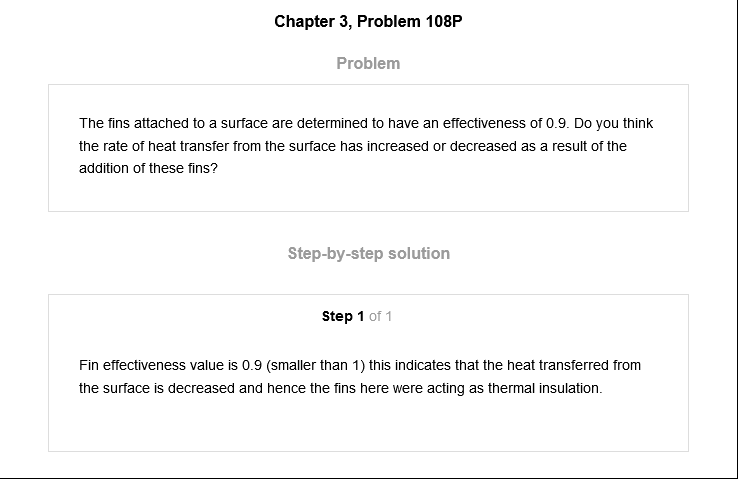 Chapter 3, Problem 108P
Problem
The fins attached to a surface are determined to have an effectiveness of 0.9. Do you think
the rate of heat transfer from the surface has increased or decreased as a result of the
addition of these fins?
Step-by-step solution
Step 1 of 1
Fin effectiveness value is 0.9 (smaller than 1) this indicates that the heat transferred from
the surface is decreased and hence the fins here were acting as thermal insulation.